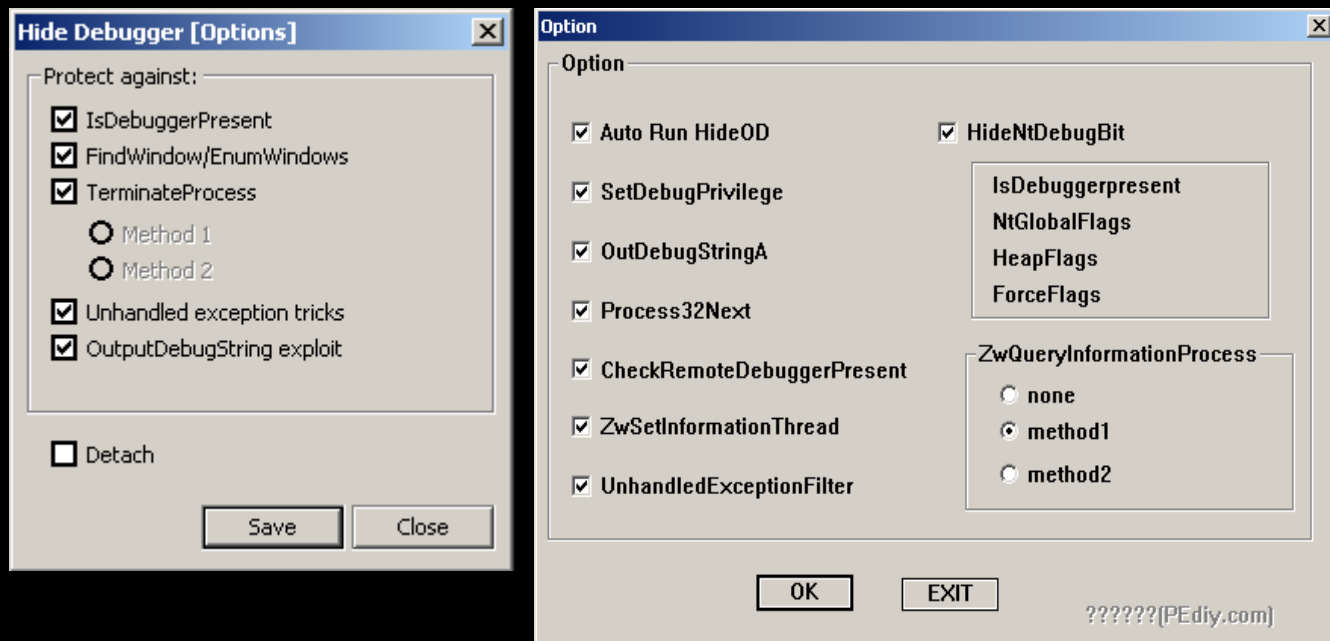 Hide Debugger [Options]
Protect against:
IsDebuggerPresent
FindWindow/EnumWindows
TerminateProcess
Method 1
Method 2
Unhandled exception tricks
OutputDebugString exploit
Detach
Save
Close
Option
Option
Auto Run HideOD
SetDebugPrivilege
OutDebugStringA
Process32Next
CheckRemoteDebuggerPresent
ZwSetInformationThread
UnhandledExceptionFilter
HideNtDebugBit
IsDebuggerpresent
NtGlobalFlags
HeapFlags
ForceFlags
ZwQueryInformationProcess
none
method1
method2
OK
EXIT
??????(PEdiy.com)